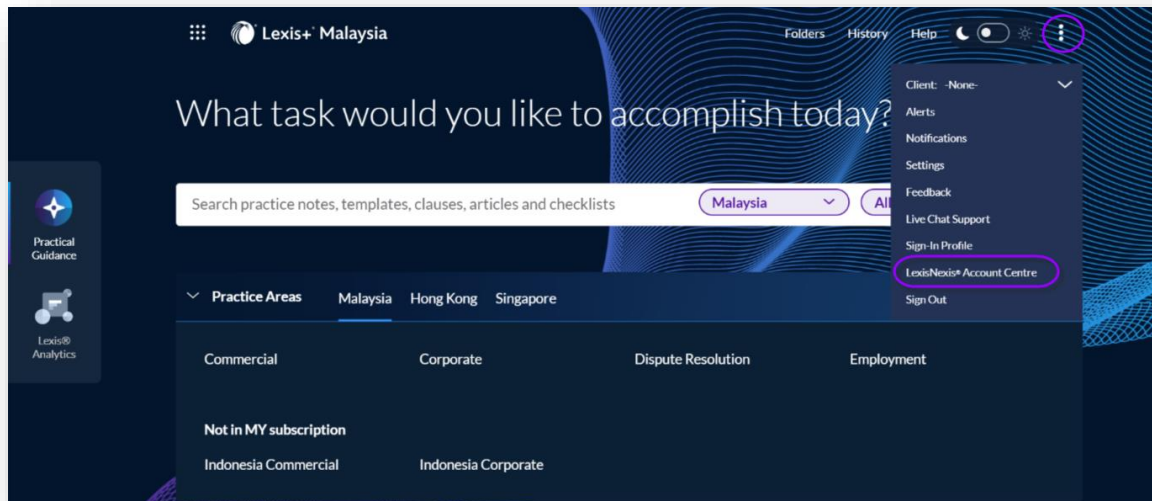 Lexis+® Malaysia
Folders History Help
What task would you like to accomplish today?
Client: -None-
Alerts
Notifications
Settings
Feedback
Live Chat Support
Sign-In Profile
LexisNexis® Account Centre
Sign Out
Practical
Guidance
Lexis®
Analytics
Search practice notes, templates, clauses, articles and checklists Malaysia All
Practice Areas Malaysia Hong Kong Singapore
Commercial Corporate Dispute Resolution Employment
Not in MY subscription
Indonesia Commercial Indonesia Corporate